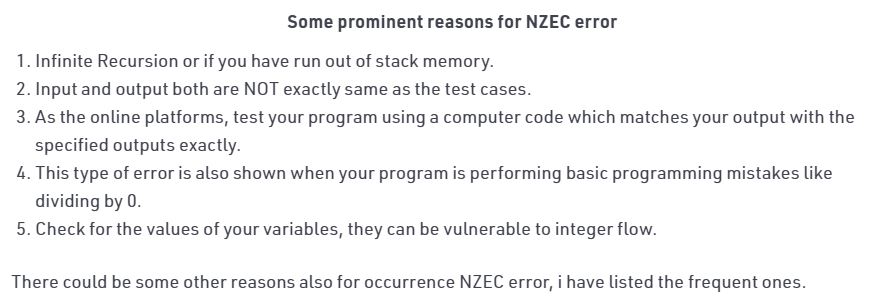 Some prominent reasons for NZEC error
1. Infinite Recursion or if you have run out of stack memory.
2. Input and output both are NOT exactly same as the test cases.
3. As the online platforms, test your program using a computer code which matches your output with the
specified outputs exactly.
4. This type of error is also shown when your program is performing basic programming mistakes like
dividing by 0.
5. Check for the values of your variables, they can be vulnerable to integer flow.
There could be some other reasons also for occurrence NZEC error, i have listed the frequent ones.